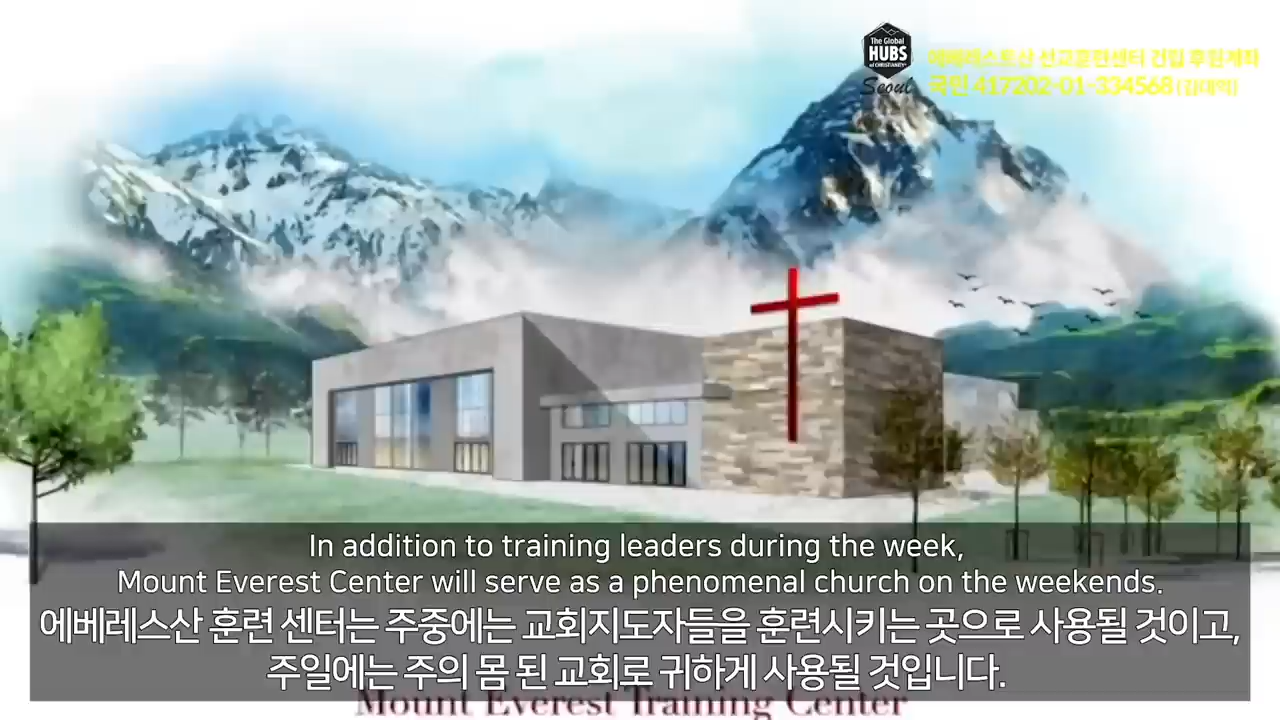 The Global
HUBS
of CHRISTIANITY
Seoul
에베레스트산 선교훈련센터 건립 후원계좌
국민 417202-01-334568 (김대혁)
In addition to training leaders during the week,
Mount Everest Center will serve as a phenomenal church on the weekends.
에베레스산 훈련 센터는 주중에는 교회지도자들을 훈련시키는 곳으로 사용될 것이고,
주일에는 주의 몸 된 교회로 귀하게 사용될 것입니다.
Mount Everest Training Center